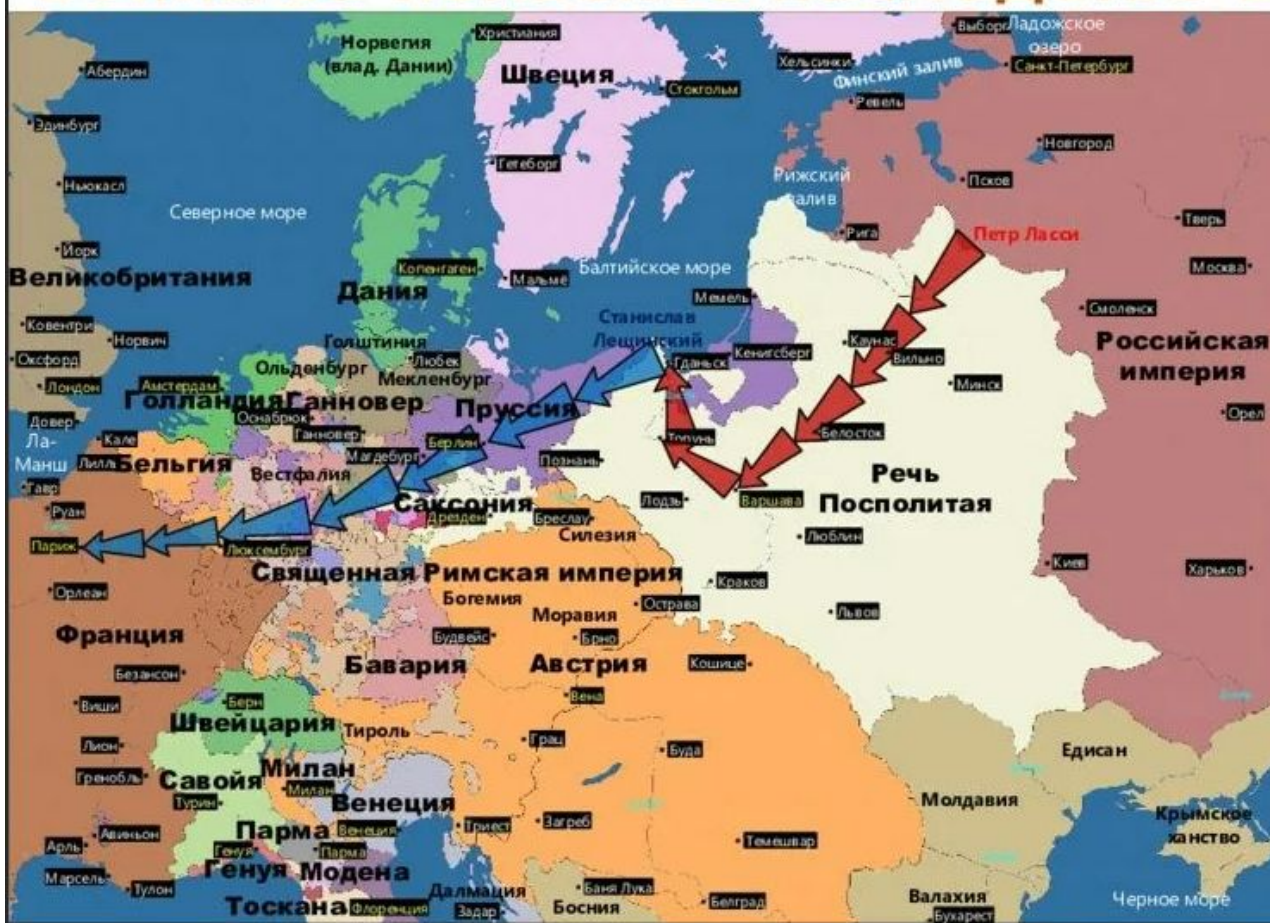 Выборг
Ладожское
озеро
Христиания
Норвегия
(влад. Дании)
Швеция
Хельсинки
Финский залив
Санкт-Петербург
Абердин
Стокгольм
Ревель
Эдинбург
Новгород
Гетеборг
Рижский
залив
Псков
Ньюкасл
Северное море
Тверь
Рига
Петр Ласси
Йорк
Великобритания
Копенгаген
Балтийское море
Москва
Мальмё
Дания
Мемель
Смоленск
Станислав
Лещинский
Ковентри
Норвич
Голштиния
Каунас
Российская
империя
Оксфорд
Любек
Гданьск
Кенигсберг
Вильно
Ольденбург
Мекленбург
Минск
Лондон
Амстердам
Голландия
Ганновер
Пруссия
Орел
Довер
Оснабрюк
Ганновер
Белосток
Ла-
Манш
Кале
Берлин
Торунь
Лилль
Бельгия
Магдебург
Познань
Вестфалия
Речь
Посполитая
Гавр
Саксония
Лодзь
Варшава
Руан
Дрезден
Бреслау
Силезия
Люблин
Париж
Люксембург
Киев
Харьков
Священная Римская империя
Краков
Орлеан
Богемия
Острава
Моравия
Львов
Франция
Будвейс
Брно
Бавария
Австрия
Кошице
Безансон
Берн
Вена
Виши
Швейцария
Тироль
Грац
Буда
Едисан
Лион
Гренобль
Савойя
Милан
Милан
Турин
Венеция
Молдавия
Крымское
ханство
Авиньон
Парма
Венеция
Триест
Загреб
Арль
Генуя
Парма
Темешвар
Марсель
Генуя
Модена
Тулон
Далмация
Баня Лука
Валахия
Черное море
Тоскана
Флоренция
Задар
Босния
Белград
Бухарест